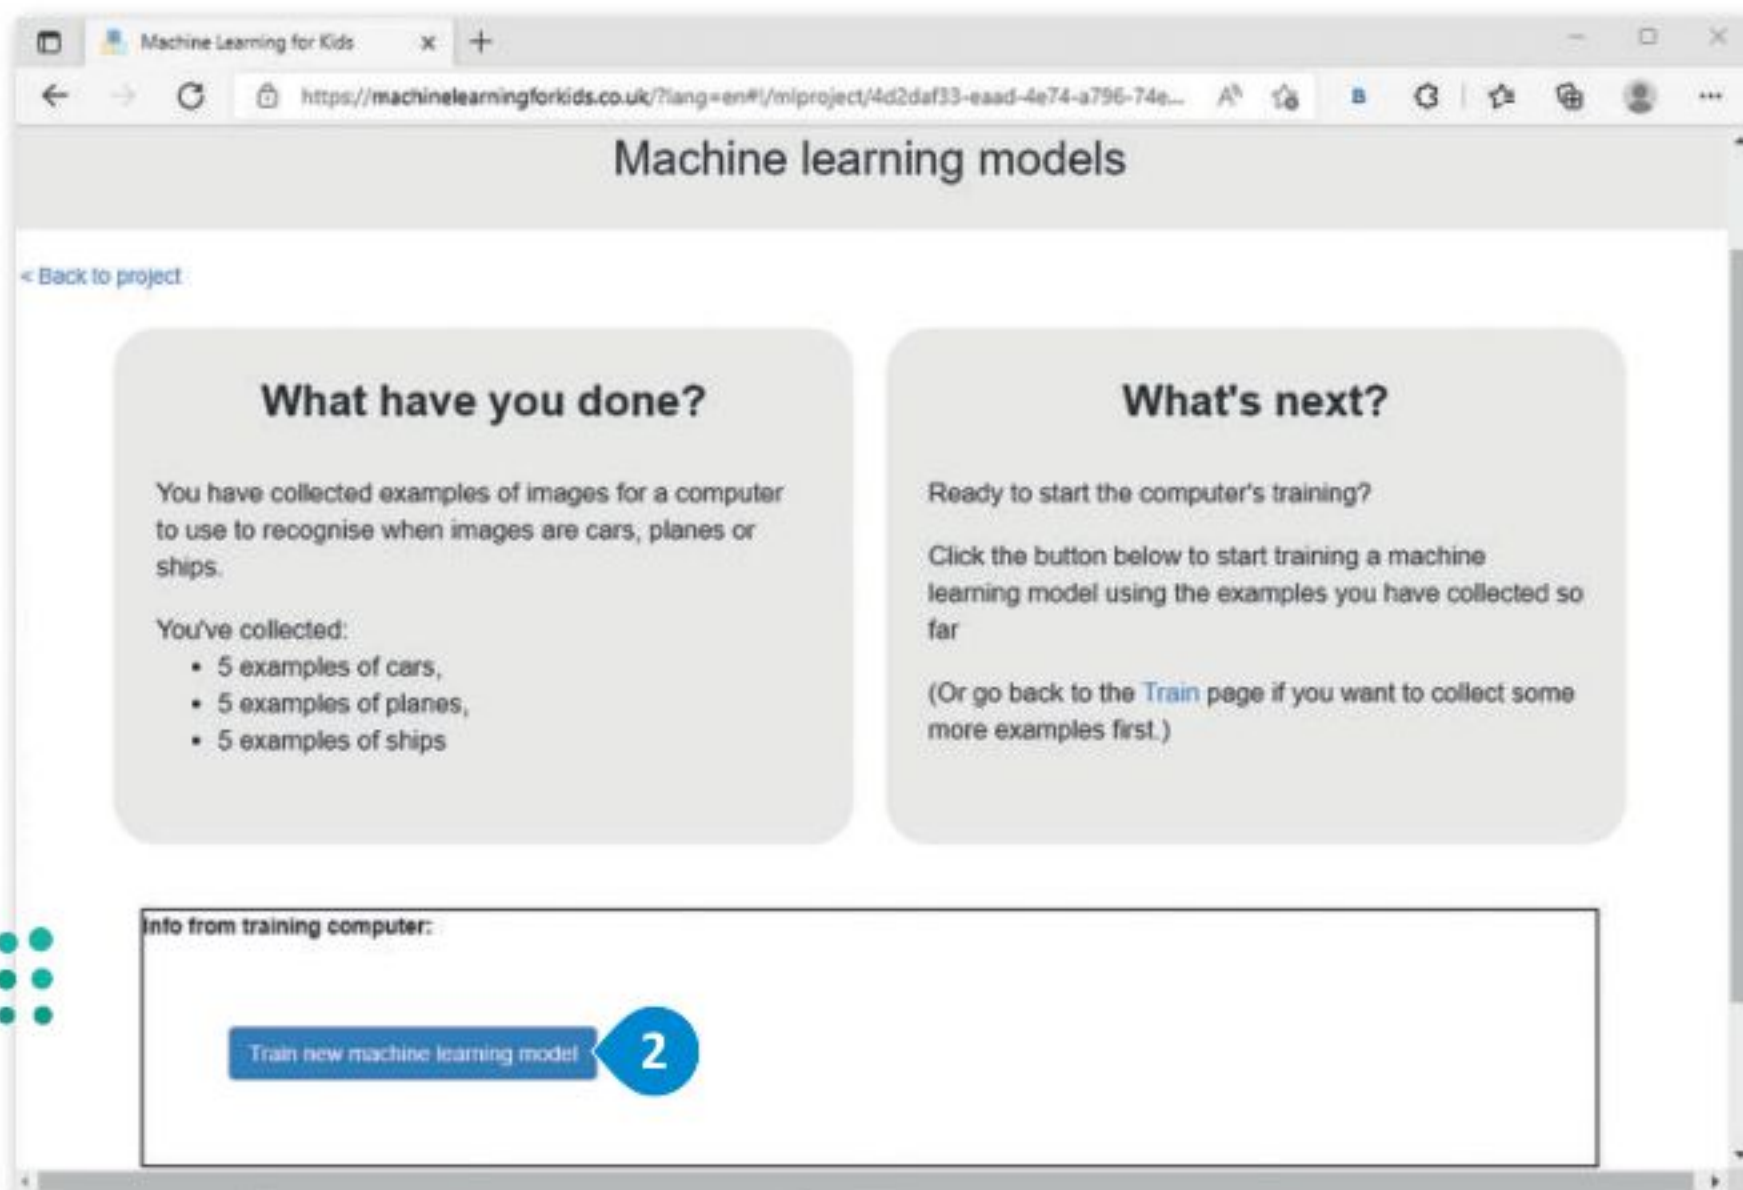 Machine Learning for Kids
https://machinelearningforkids.co.uk/?lang=en#!/mlproject/4d2daf33-eaad-4e74-a796-74e...
Machine learning models
< Back to project
What have you done?
You have collected examples of images for a computer
to use to recognise when images are cars, planes or
ships.
You've collected:
• 5 examples of cars,
• 5 examples of planes,
• 5 examples of ships
What's next?
Ready to start the computer's training?
Click the button below to start training a machine
learning model using the examples you have collected so
far
(Or go back to the Train page if you want to collect some
more examples first.)
Info from training computer:
Train new machine learning model
2